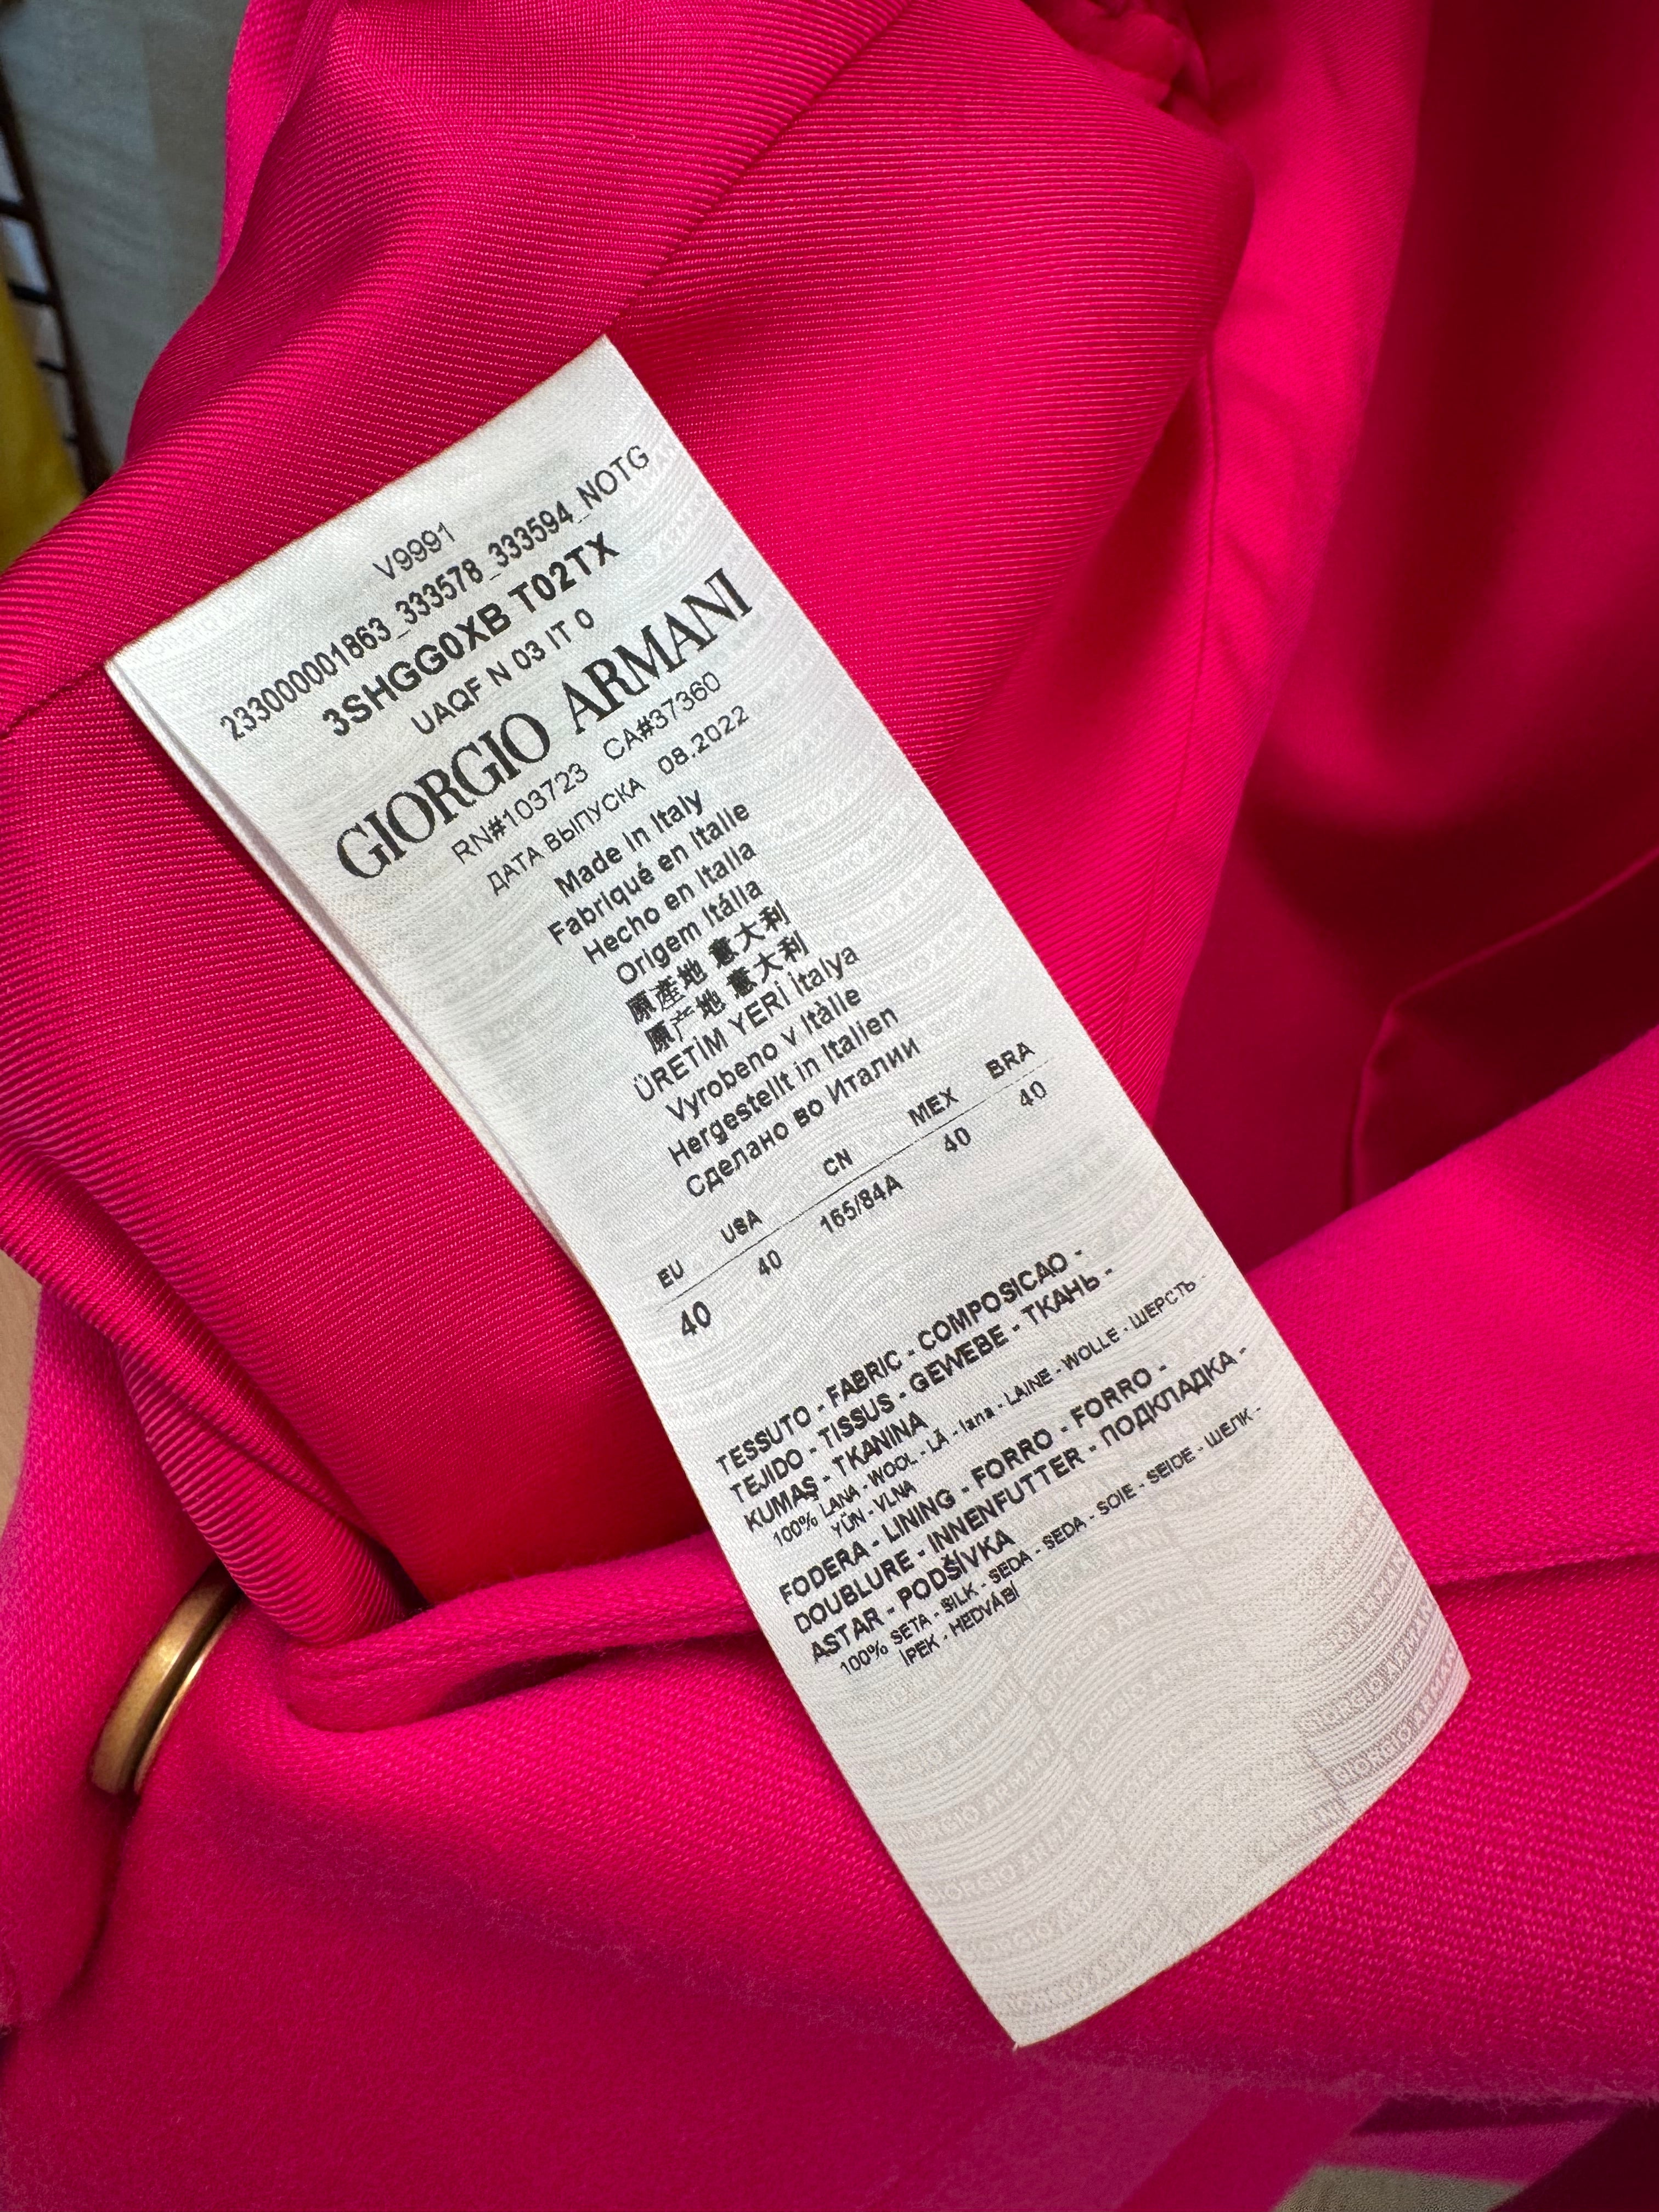 V9991
2330000001863_333578_333594_NOTG
3SHGG0XB T02TX
UAQF N 03 IT 0
GIORGIO ARMANI
RN#103723 CA#37360
ДАТА ВЫПУСКА 08.2022
Made in Italy
Fabriqué en Italie
Hecho en Italia
Origem Itália
原産地 意大利
原产地 意大利
ÜRETİM YERİ İtalya
Vyrobeno v Itàlie
Hergestellt in Italien
Сделано во Италии
EU USA CN MEX BRA
40 40 165/84A 40 40
TESSUTO - FABRIC - COMPOSICAO -
TEJIDO - TISSUS - GEWEBE - ТКАНЬ -
KUMAŞ - TKANINA
100% LANA - WOOL - LÃ - lana - LAINE - WOLLE - ШЕРСТЬ -
YÜN - VLNA
FODERA - LINING - FORRO - FORRO -
DOUBLURE - INNENFUTTER - ПОДКЛАДКА -
ASTAR - PODŠÍVKA
100% SETA - SILK - SEDA - SEDA - SOIE - SEIDE - ШЕЛК -
İPEK - HEDVÁBÍ